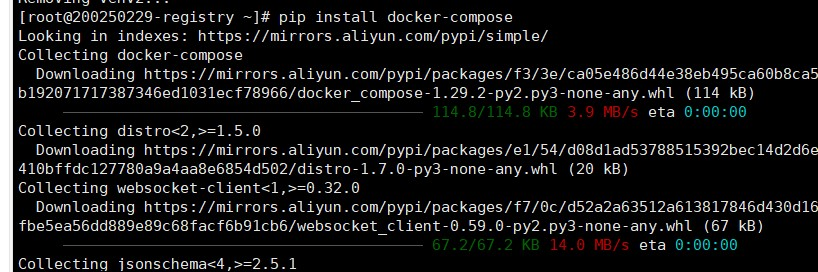 Removing venv2...
[root@200250229-registry ~]# pip install docker-compose
Looking in indexes: https://mirrors.aliyun.com/pypi/simple/
Collecting docker-compose
  Downloading https://mirrors.aliyun.com/pypi/packages/f3/3e/ca05e486d44e38eb495ca60b8ca5
b192071717387346ed1031ecf78966/docker_compose-1.29.2-py2.py3-none-any.whl (114 kB)
114.8/114.8 KB 3.9 MB/s eta 0:00:00
Collecting distro<2,>=1.5.0
  Downloading https://mirrors.aliyun.com/pypi/packages/e1/54/d08d1ad53788515392bec14d2d6e
410bffdc127780a9a4aa8e6854d502/distro-1.7.0-py3-none-any.whl (20 kB)
Collecting websocket-client<1,>=0.32.0
  Downloading https://mirrors.aliyun.com/pypi/packages/f7/0c/d52a2a63512a613817846d430d16
fbe5ea56dd889e89c68facf6b91cb6/websocket_client-0.59.0-py2.py3-none-any.whl (67 kB)
67.2/67.2 KB 14.0 MB/s eta 0:00:00
Collecting jsonschema<4,>=2.5.1